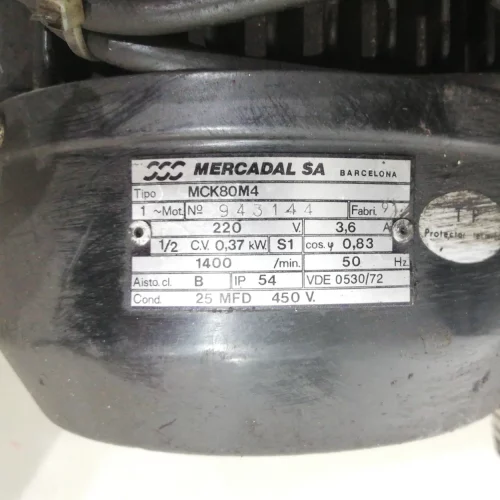 MERCADAL SA BARCELONA
Tipo MCK80M4
1 ~Mot. Nº 943144 Fabri.
220 V. 3,6 A
1/2 C.V. 0,37 kW. S1 cos. φ 0,83
1400 /min. 50 Hz.
Aisto.cl. B IP 54 VDE 0530/72
Cond. 25 MFD 450 V.
Protector